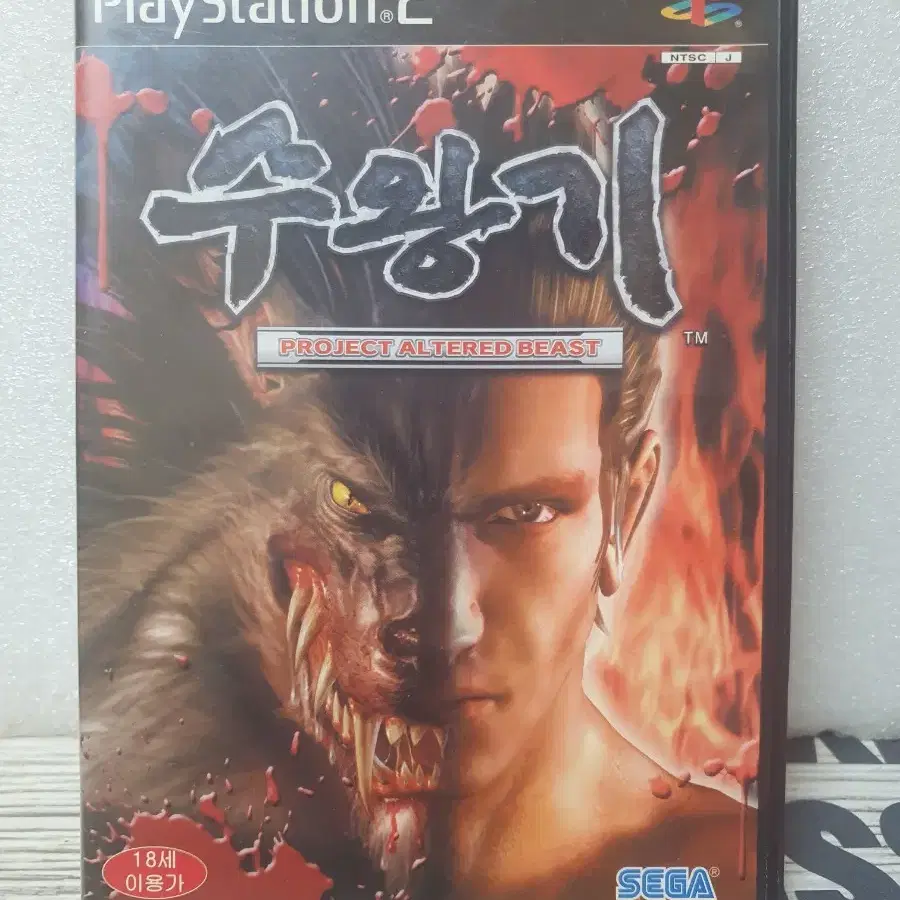 PlayStation®2
NTSC J
수왕기
PROJECT ALTERED BEAST
TM
18세
이용가
SEGA®